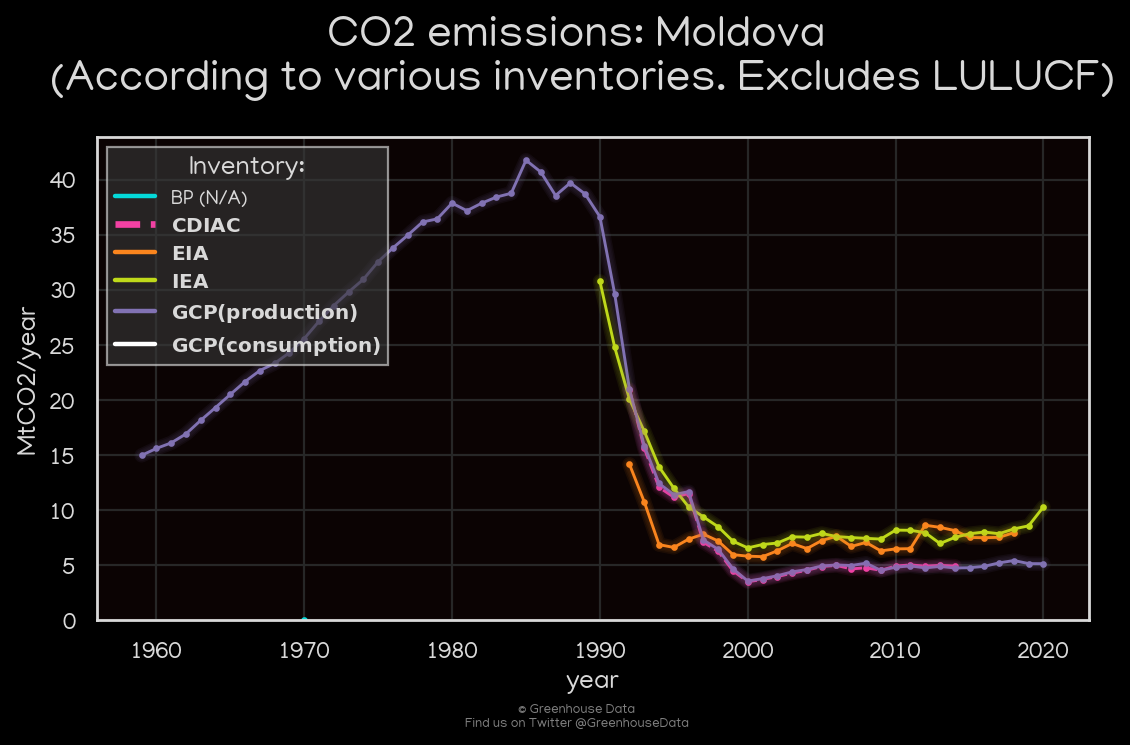 CO2 emissions: Moldova
(According to various inventories. Excludes LULUCF)
Inventory:
BP (N/A)
CDIAC
EIA
IEA
GCP(production)
GCP(consumption)
MtCO2/year
40
35
30
25
20
15
10
5
0
1960 1970 1980 1990 2000 2010 2020
year
© Greenhouse Data
Find us on Twitter @GreenhouseData